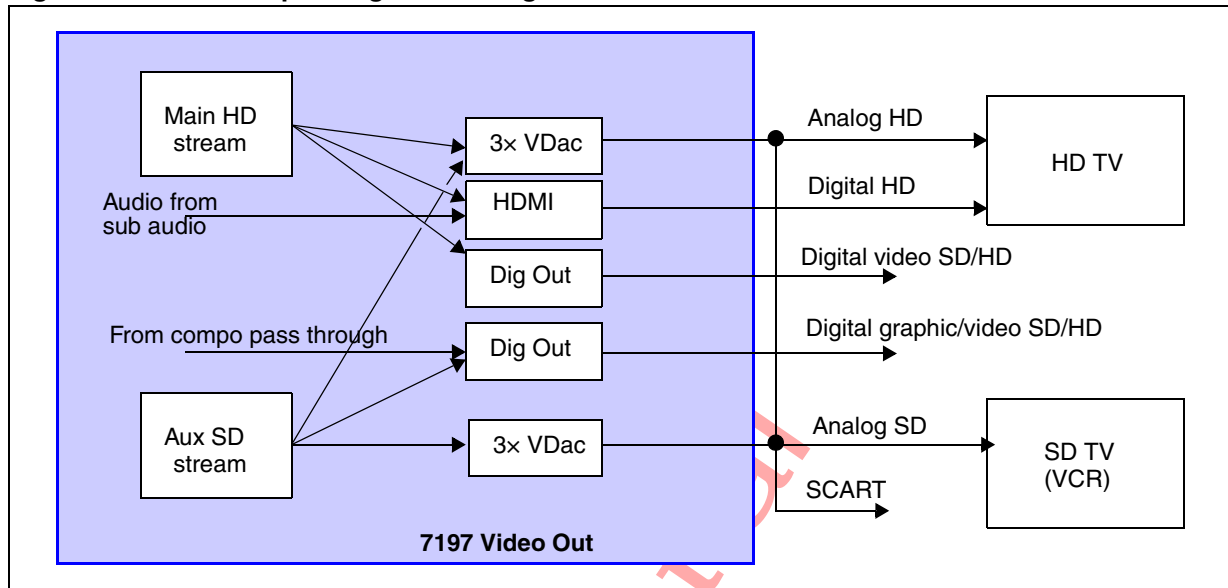 Main HD
stream
Audio from
sub audio
From compo pass through
Aux SD
stream
3× VDac
HDMI
Dig Out
Dig Out
3× VDac
7197 Video Out
Analog HD
Digital HD
Digital video SD/HD
Digital graphic/video SD/HD
Analog SD
SCART
HD TV
SD TV
(VCR)